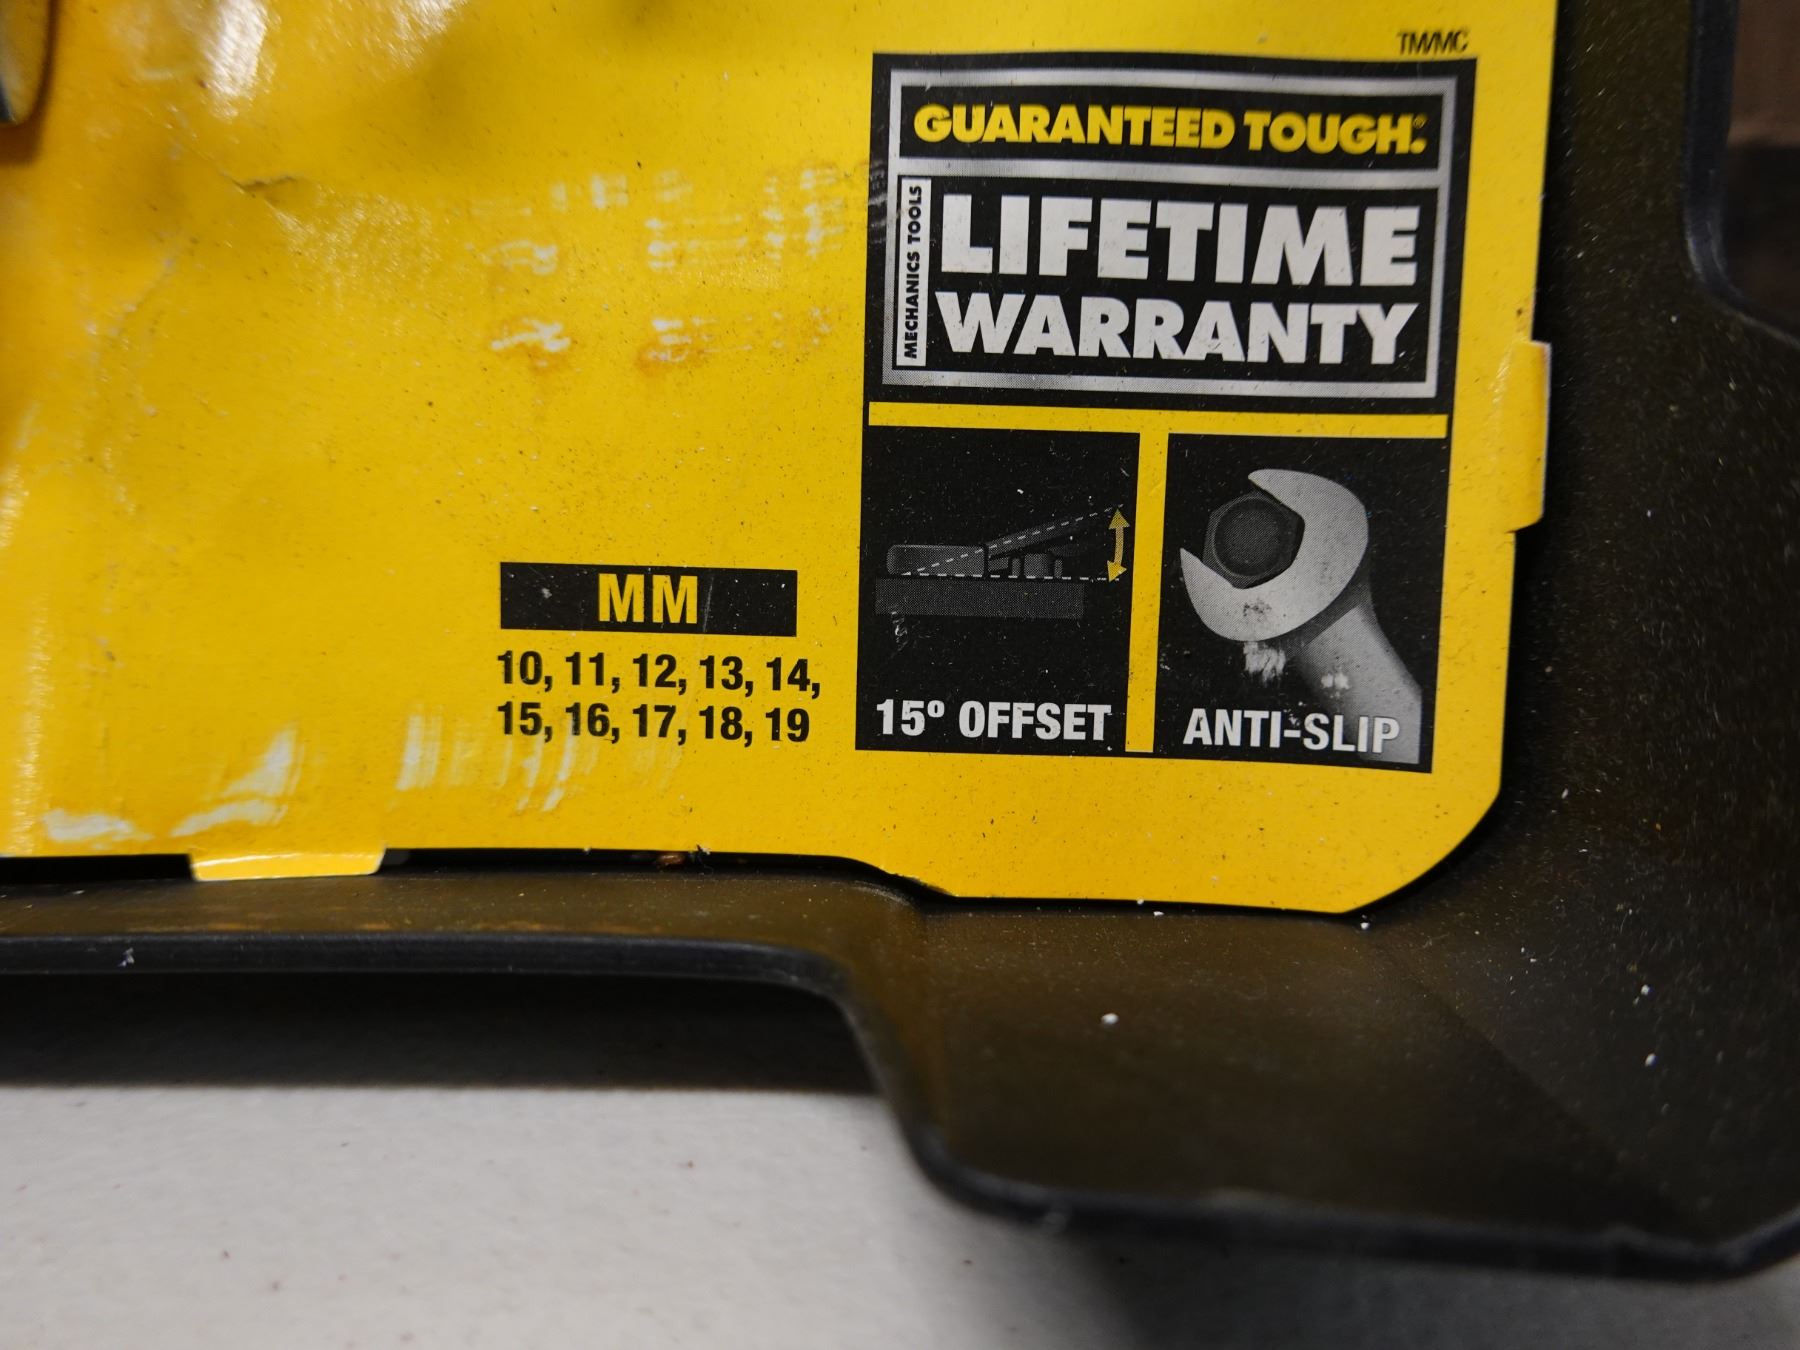 TM/MC
GUARANTEED TOUGH.®
MECHANICS TOOLS
LIFETIME
WARRANTY
MM
10, 11, 12, 13, 14,
15, 16, 17, 18, 19
15º OFFSET
ANTI-SLIP